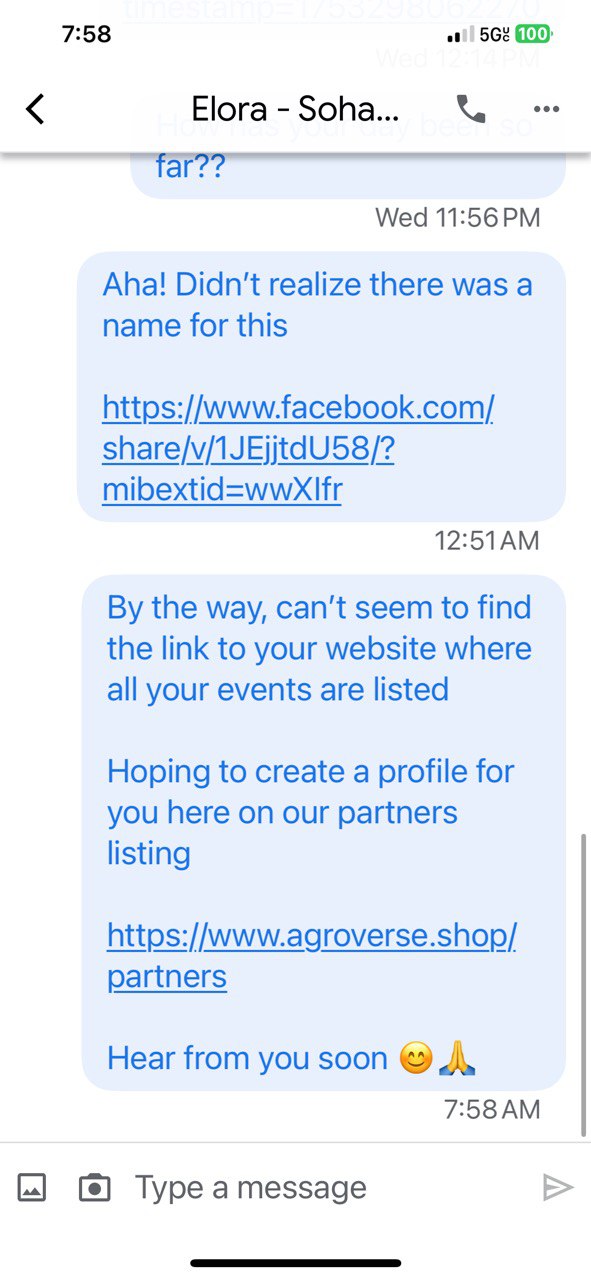 timestamp=1753298062270
7:58
5G
100
Wed 12:14 PM
Elora - Soha...
How has your day been so
far??
Wed 11:56 PM
Aha! Didn't realize there was a
name for this
https://www.facebook.com/
share/v/1JEjjtdU58/?
mibextid=wwXIfr
12:51 AM
By the way, can't seem to find
the link to your website where
all your events are listed
Hoping to create a profile for
you here on our partners
listing
https://www.agroverse.shop/
partners
Hear from you soon 😊🙏
7:58 AM
Type a message